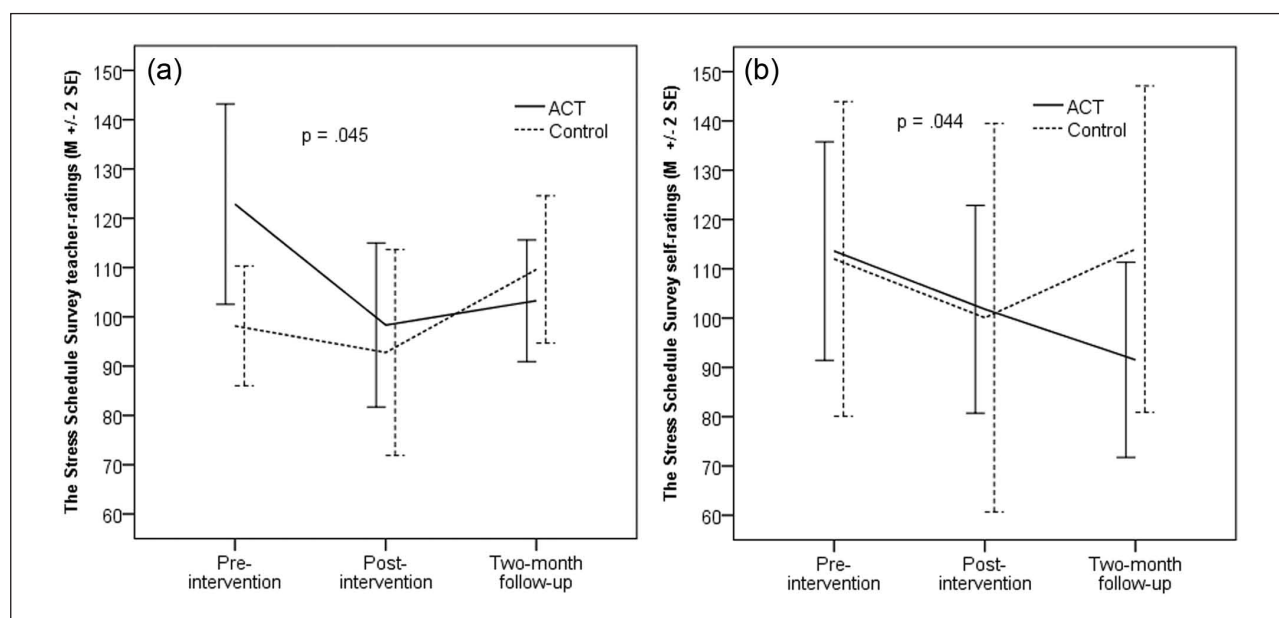 (a)
The Stress Schedule Survey teacher-ratings (M +/- 2 SE)
150
140
130
120
110
100
90
80
70
60
ACT
Control
p = .045
Pre-
intervention
Post-
intervention
Two-month
follow-up
(b)
The Stress Schedule Survey self-ratings (M +/- 2 SE)
150
140
130
120
110
100
90
80
70
60
ACT
Control
p = .044
Pre-
intervention
Post-
intervention
Two-month
follow-up